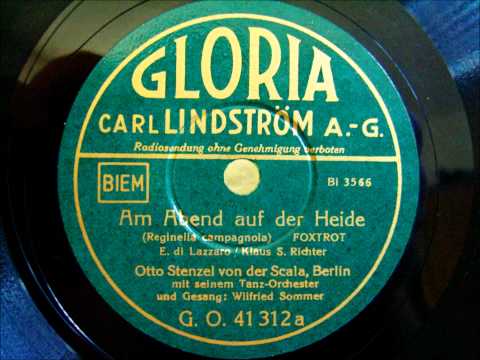 GLORIA
CARL LINDSTRÖM A.-G.
Radiosendung ohne Genehmigung verboten
BIEM
Bi 3566
Am Abend auf der Heide
(Reginella campagnola) FOXTROT
E. di Lazzaro / Klaus S. Richter
Otto Stenzel von der Scala, Berlin
mit seinem Tanz-Orchester
und Gesang: Wilfried Sommer
G. O. 41 312 a